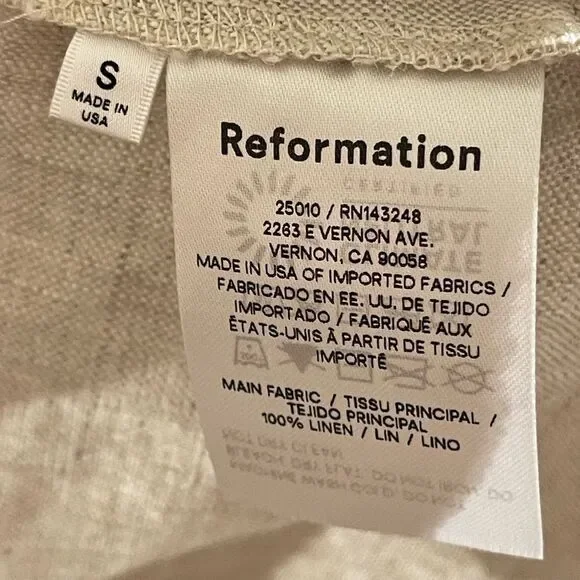 S
MADE IN
USA
Reformation
25010 / RN143248
2263 E VERNON AVE.
VERNON, CA 90058
MADE IN USA OF IMPORTED FABRICS /
FABRICADO EN EE. UU. DE TEJIDO
IMPORTADO / FABRIQUÉ AUX
ÉTATS-UNIS À PARTIR DE TISSU
IMPORTÉ
MAIN FABRIC / TISSU PRINCIPAL /
TEJIDO PRINCIPAL
100% LINEN / LIN / LINO